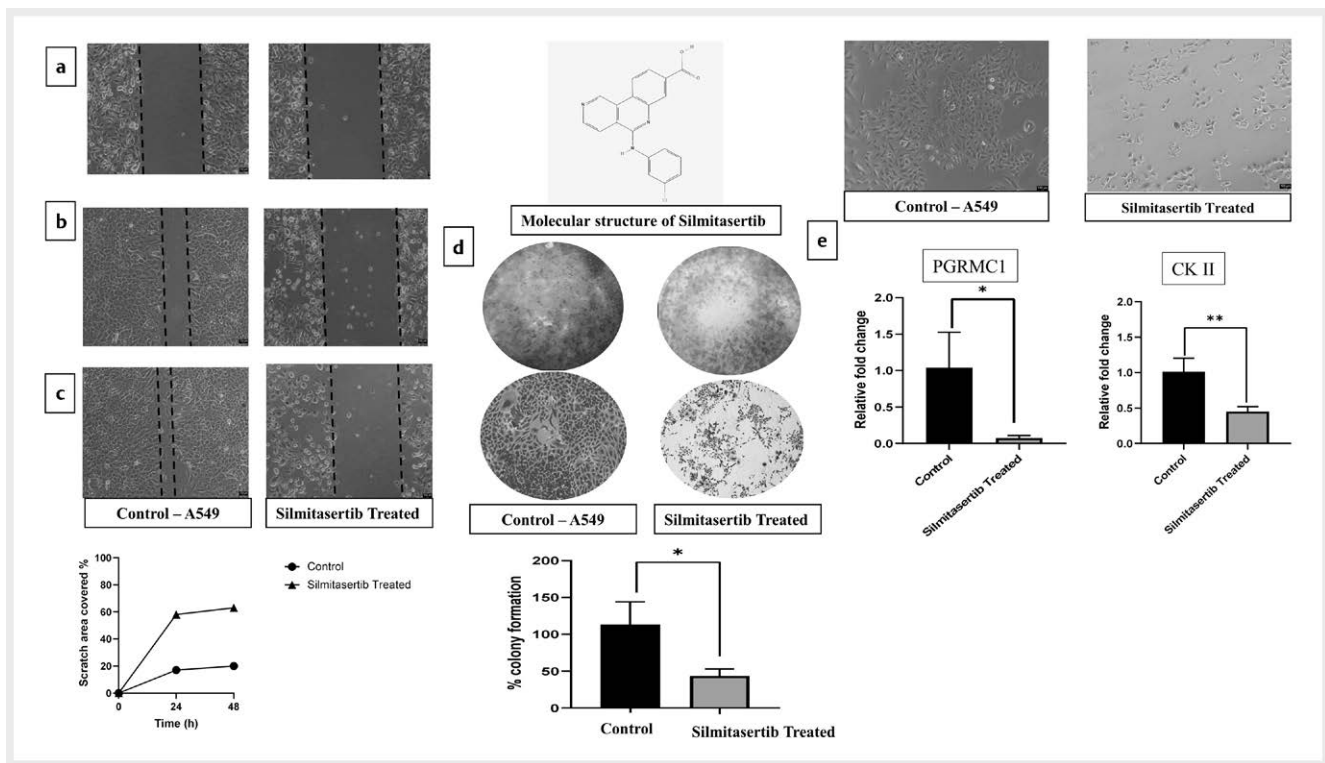 a
b
c
Control – A549
Silmitasertib Treated
Scratch area covered %
100
80
60
40
20
0
0
24
48
Time (h)
Control
Silmitasertib Treated
Molecular structure of Silmitasertib
d
Control – A549
Silmitasertib Treated
% colony formation
200
150
100
50
0
*
Control
Silmitasertib Treated
Control – A549
Silmitasertib Treated
e
PGRMC1
Relative fold change
2.0
1.5
1.0
0.5
0.0
*
Control
Silmitasertib Treated
CK II
Relative fold change
2.0
1.5
1.0
0.5
0.0
**
Control
Silmitasertib Treated